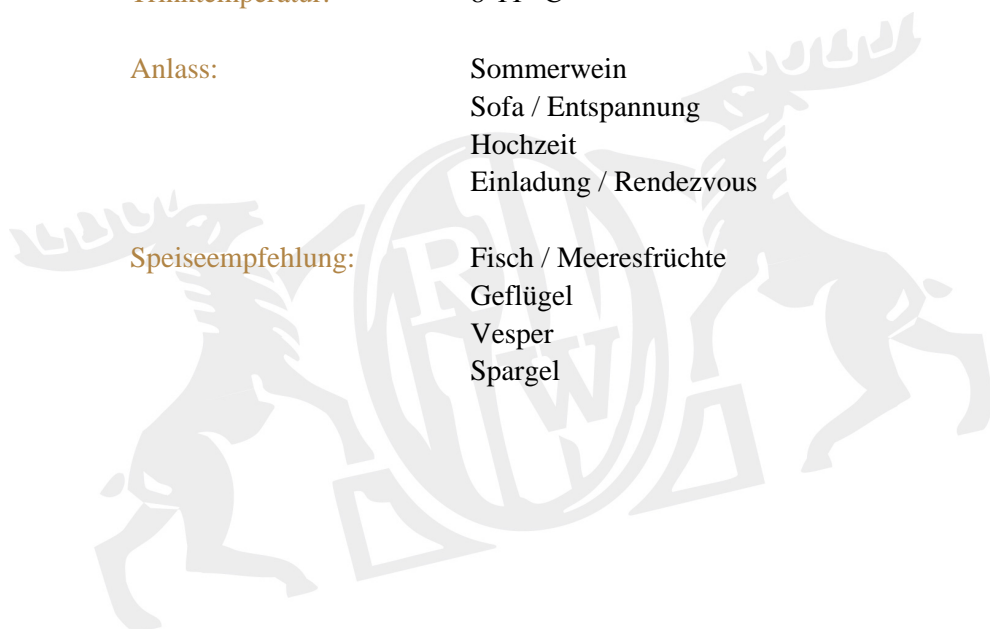 Anlass: Sommerwein
Sofa / Entspannung
Hochzeit
Einladung / Rendezvous
Speiseempfehlung: Fisch / Meeresfrüchte
Geflügel
Vesper
Spargel
R
W